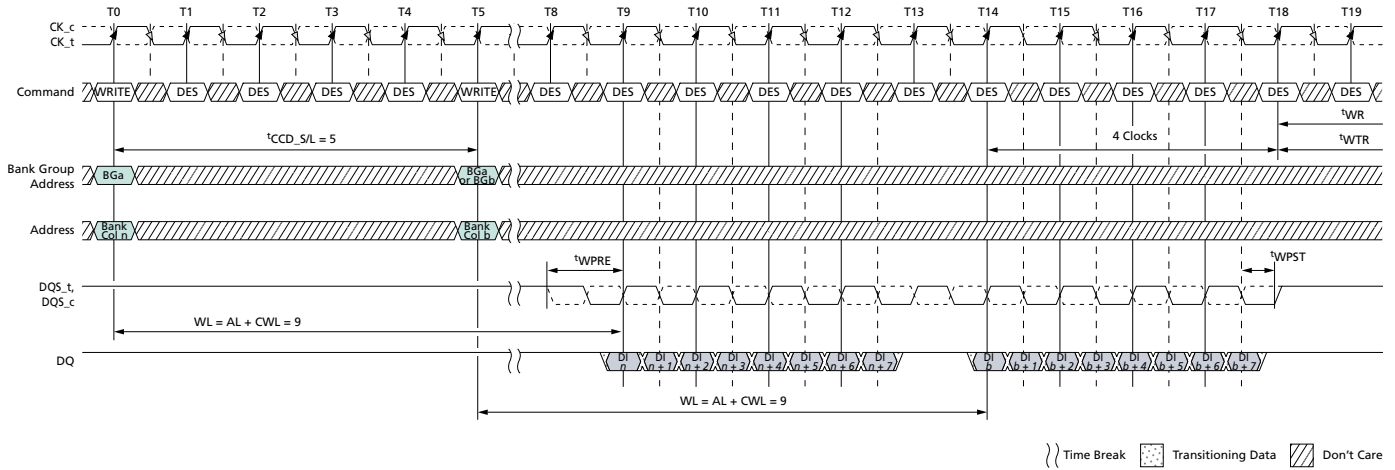 T0 T1 T2 T3 T4 T5 T8 T9 T10 T11 T12 T13 T14 T15 T16 T17 T18 T19
CK_c
CK_t
Command WRITE DES DES DES DES WRITE DES DES DES DES DES DES DES DES DES DES DES DES
tWR
tCCD_S/L = 5 4 Clocks tWTR
Bank Group
Address BGa BGa
or BGb
Address Bank
Col n Bank
Col b
tWPRE tWPST
DQS_t,
DQS_c
WL = AL + CWL = 9
DQ DI
n DI
n + 1 DI
n + 2 DI
n + 3 DI
n + 4 DI
n + 5 DI
n + 6 DI
n + 7 DI
b DI
b + 1 DI
b + 2 DI
b + 3 DI
b + 4 DI
b + 5 DI
b + 6 DI
b + 7
WL = AL + CWL = 9
Time Break Transitioning Data Don't Care